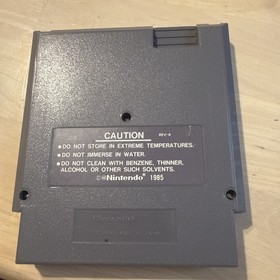 CAUTION REV-A
• DO NOT STORE IN EXTREME TEMPERATURES.
• DO NOT IMMERSE IN WATER.
• DO NOT CLEAN WITH BENZENE, THINNER,
ALCOHOL OR OTHER SUCH SOLVENTS.
©Nintendo® 1985